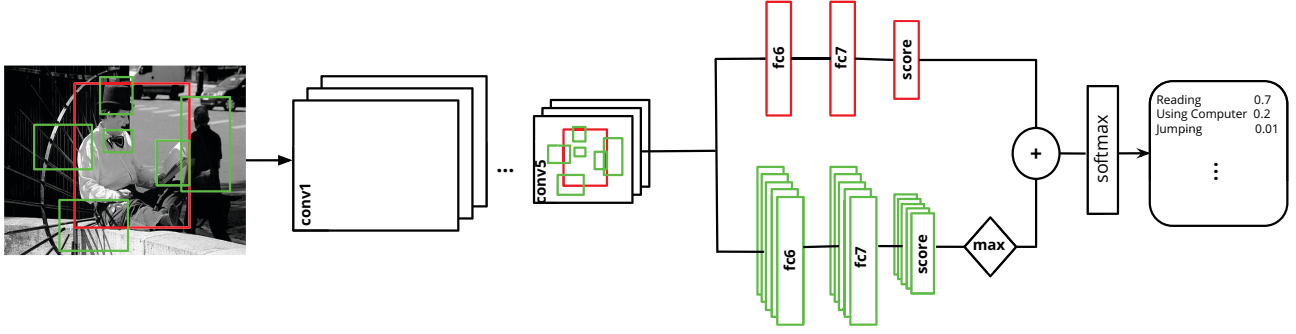 conv1
...
conv5
fc6
fc7
score
fc6
fc7
score
max
+
softmax
Reading 0.7
Using Computer 0.2
Jumping 0.01
⋮